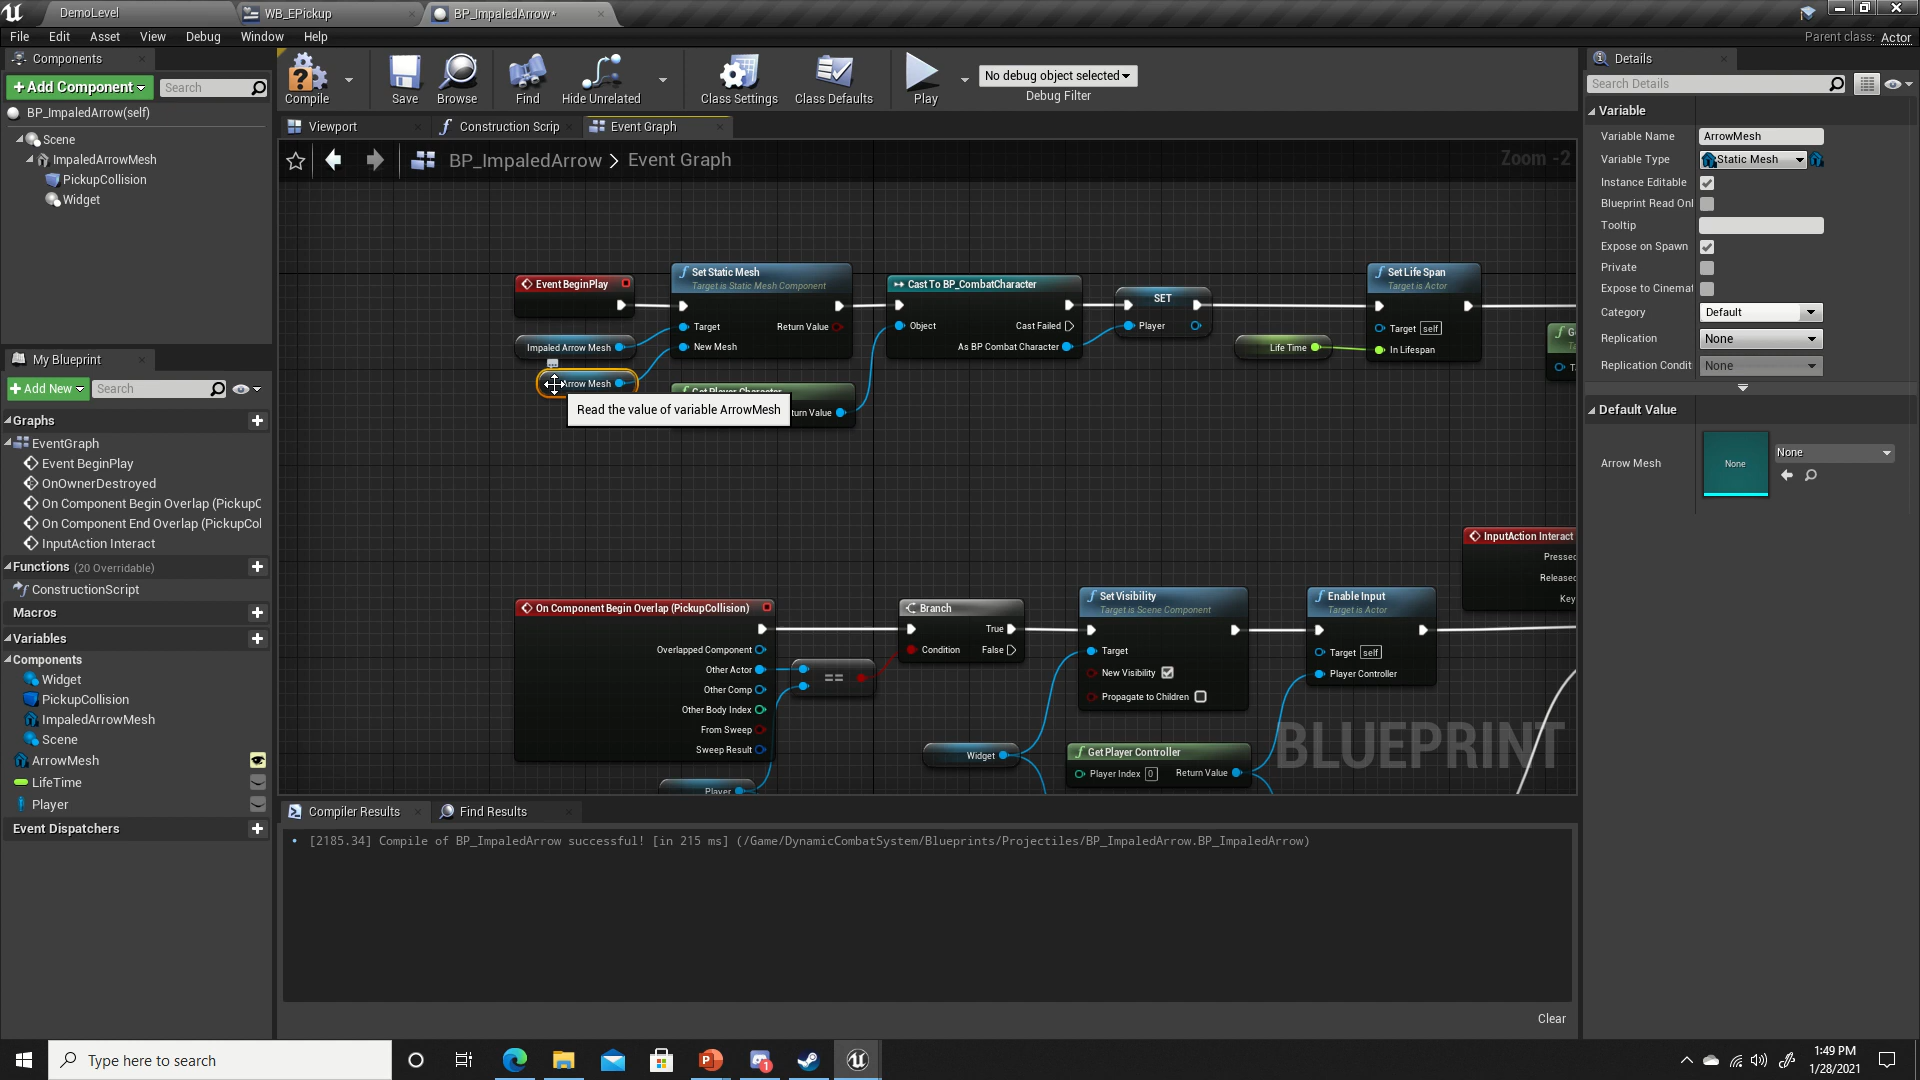 DemoLevel
WB_EPickup
BP_ImpaledArrow*
File Edit Asset View Debug Window Help
Parent class: Actor
Components
+Add Component
Search
BP_ImpaledArrow(self)
Scene
ImpaledArrowMesh
PickupCollision
Widget
Compile
Save
Browse
Find
Hide Unrelated
Class Settings
Class Defaults
Play
No debug object selected
Debug Filter
Viewport
Construction Scrip
Event Graph
BP_ImpaledArrow > Event Graph
Zoom -2
Event BeginPlay
Set Static Mesh
Target is Static Mesh Component
Target
Return Value
New Mesh
Impaled Arrow Mesh
Arrow Mesh
Read the value of variable ArrowMesh
Cast To BP_CombatCharacter
Object
Cast Failed
As BP Combat Character
SET
Player
Life Time
Set Life Span
Target is Actor
Target self
In Lifespan
InputAction Interact
Pressed
Released
Key
On Component Begin Overlap (PickupCollision)
Overlapped Component
Other Actor
Other Comp
Other Body Index
From Sweep
Sweep Result
Player
==
Branch
True
Condition
False
Set Visibility
Target is Scene Component
Target
New Visibility
Propagate to Children
Enable Input
Target is Actor
Target self
Player Controller
Widget
Get Player Controller
Player Index 0
Return Value
BLUEPRINT
My Blueprint
+Add New
Search
Graphs
EventGraph
Event BeginPlay
OnOwnerDestroyed
On Component Begin Overlap (PickupC
On Component End Overlap (PickupCol
InputAction Interact
Functions (20 Overridable)
ConstructionScript
Macros
Variables
Components
Widget
PickupCollision
ImpaledArrowMesh
Scene
ArrowMesh
LifeTime
Player
Event Dispatchers
Compiler Results
Find Results
[2185.34] Compile of BP_ImpaledArrow successful! [in 215 ms] (/Game/DynamicCombatSystem/Blueprints/Projectiles/BP_ImpaledArrow.BP_ImpaledArrow)
Clear
Details
Search Details
Variable
Variable Name ArrowMesh
Variable Type Static Mesh
Instance Editable
Blueprint Read Onl
Tooltip
Expose on Spawn
Private
Expose to Cinemat
Category Default
Replication None
Replication Condit None
Default Value
Arrow Mesh
None
None
Type here to search
1
1:49 PM
1/28/2021